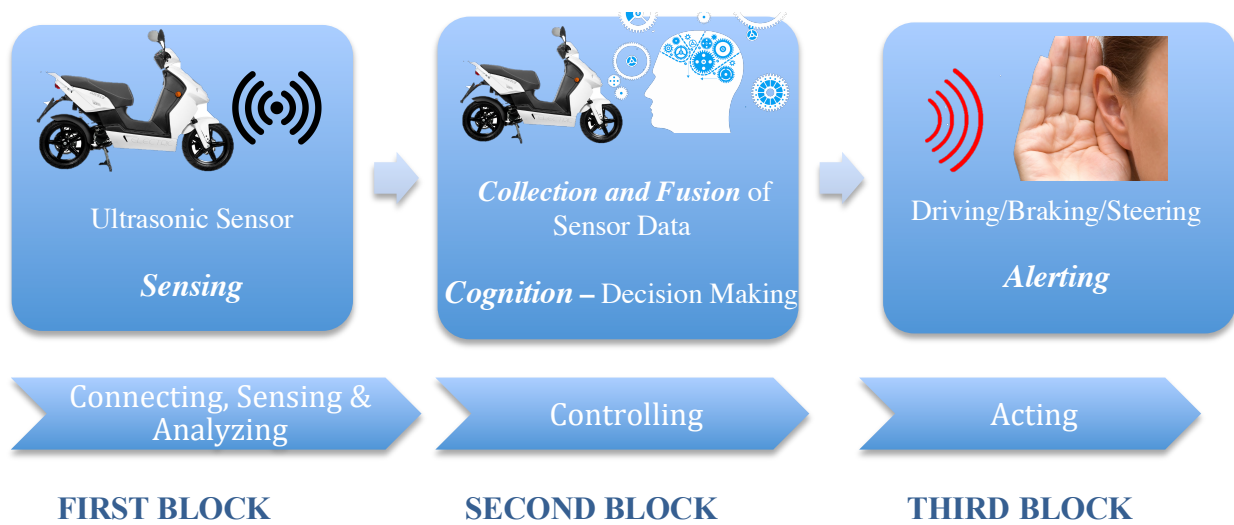 Ultrasonic Sensor
Sensing
Collection and Fusion of
Sensor Data
Cognition – Decision Making
Driving/Braking/Steering
Alerting
Connecting, Sensing &
Analyzing
Controlling
Acting
FIRST BLOCK
SECOND BLOCK
THIRD BLOCK